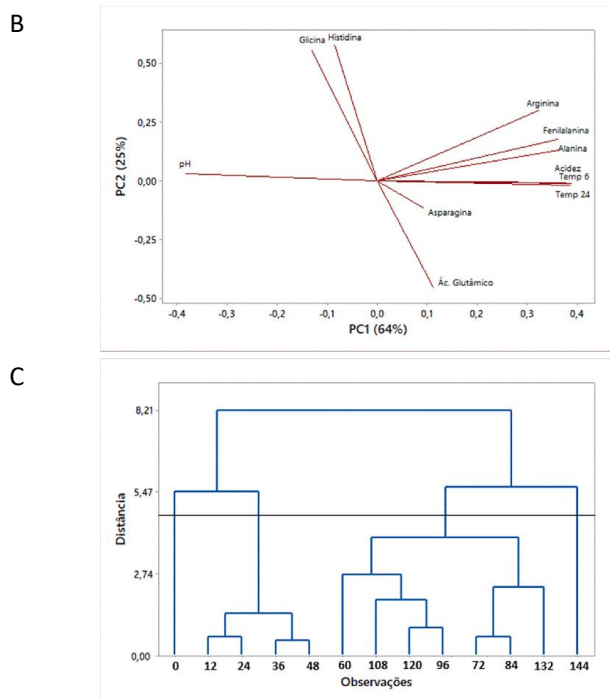 B
Glicina Histidina
0,50
Arginina
0,25
Fenilalanina
Alanina
pH
Acidez
0,00
Temp 6
Temp 24
Asparagina
-0,25
Ác. Glutâmico
-0,50
-0,4 -0,3 -0,2 -0,1 0,0 0,1 0,2 0,3 0,4
PC1 (64%)
PC2 (25%)
C
8,21
5,47
2,74
0,00
Distância
0 12 24 36 48 60 108 120 96 72 84 132 144
Observações